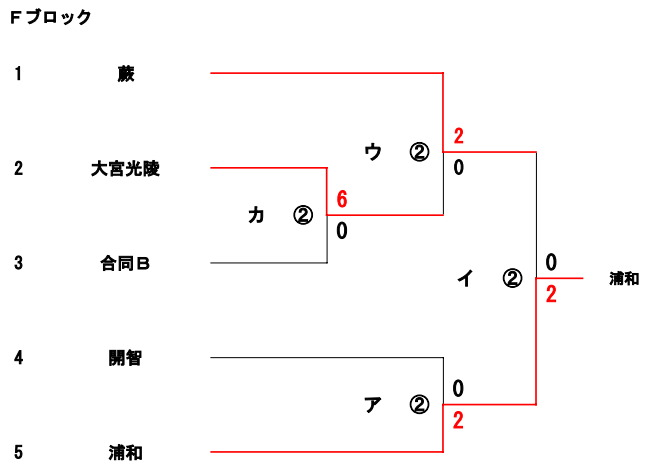 Ｆブロック
1 蕨
2
ウ ② 2
0
2 大宮光陵
カ ② 6
0
3 合同Ｂ
イ ② 0
2 浦和
4 開智
ア ② 0
2
5 浦和